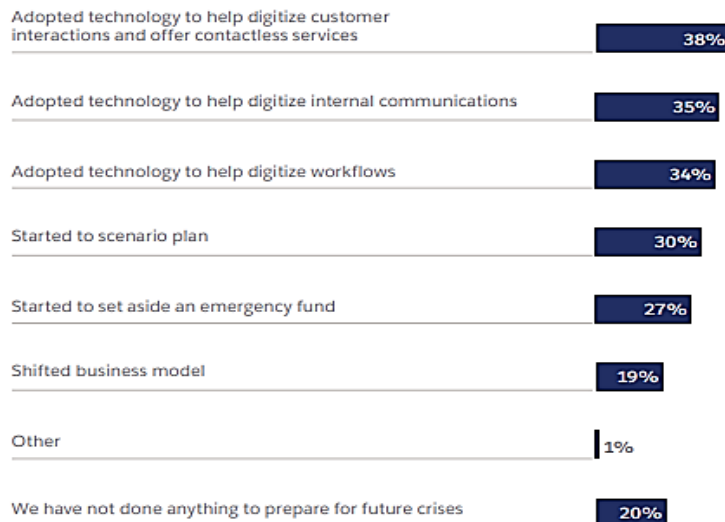 Adopted technology to help digitize customer
interactions and offer contactless services
38%
Adopted technology to help digitize internal communications
35%
Adopted technology to help digitize workflows
34%
Started to scenario plan
30%
Started to set aside an emergency fund
27%
Shifted business model
19%
Other
1%
We have not done anything to prepare for future crises
20%